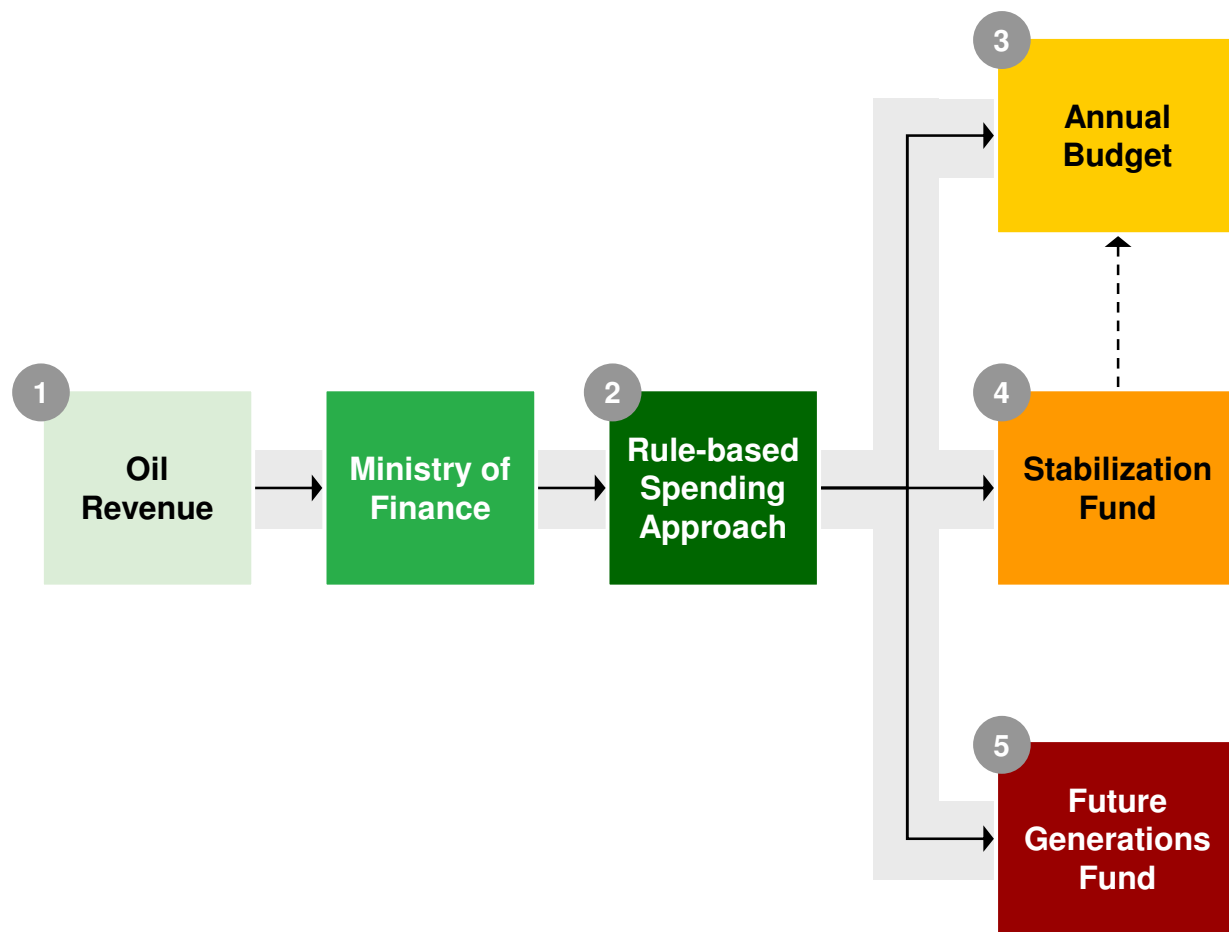 3
Annual
Budget
1
Oil
Revenue
Ministry of
Finance
2
Rule-based
Spending
Approach
4
Stabilization
Fund
5
Future
Generations
Fund